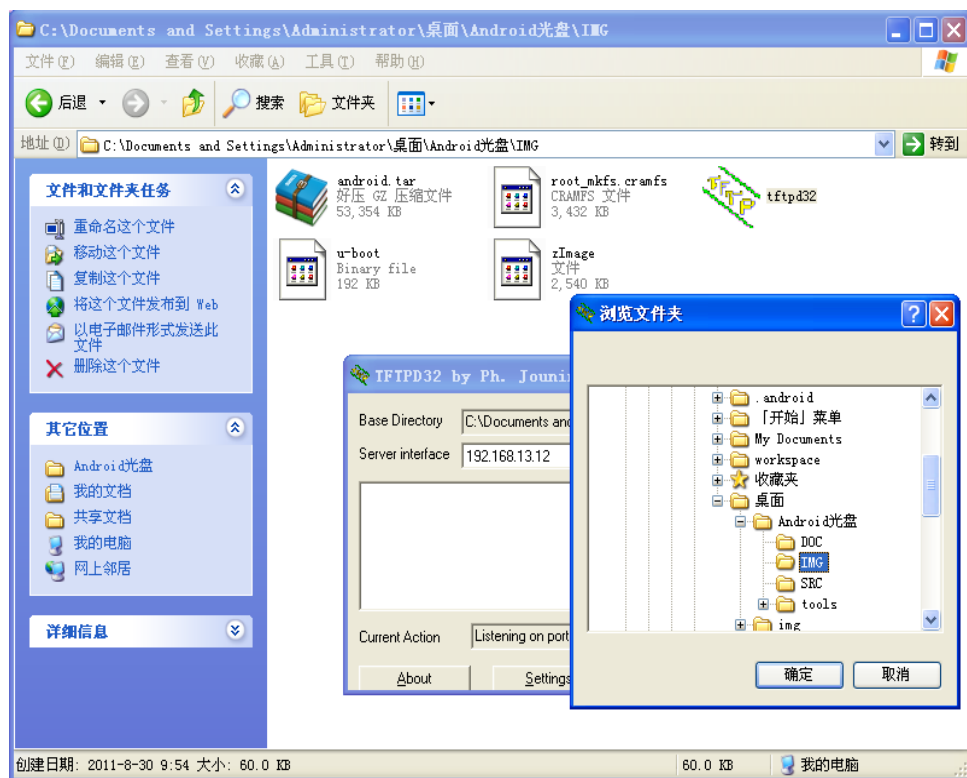 C:\Documents and Settings\Administrator\桌面\Android光盘\IMG
文件(F) 编辑(E) 查看(V) 收藏(A) 工具(T) 帮助(H)
后退 搜索 文件夹
地址(D) C:\Documents and Settings\Administrator\桌面\Android光盘\IMG 转到
文件和文件夹任务
重命名这个文件
移动这个文件
复制这个文件
将这个文件发布到 Web
以电子邮件形式发送此
文件
删除这个文件
其它位置
Android光盘
我的文档
共享文档
我的电脑
网上邻居
详细信息
android.tar
好压 GZ 压缩文件
53,354 KB
root_mkfs.cramfs
CRAMFS 文件
3,432 KB
TFTP
tftpd32
u-boot
Binary file
192 KB
zImage
文件
2,540 KB
TFTPD32 by Ph. Jouni
Base Directory C:\Documents and
Server interface 192.168.13.12
Current Action Listening on port
About Settings
浏览文件夹
.android
「开始」菜单
My Documents
workspace
收藏夹
桌面
Android光盘
DOC
IMG
SRC
tools
img
确定 取消
创建日期: 2011-8-30 9:54 大小: 60.0 KB 60.0 KB 我的电脑